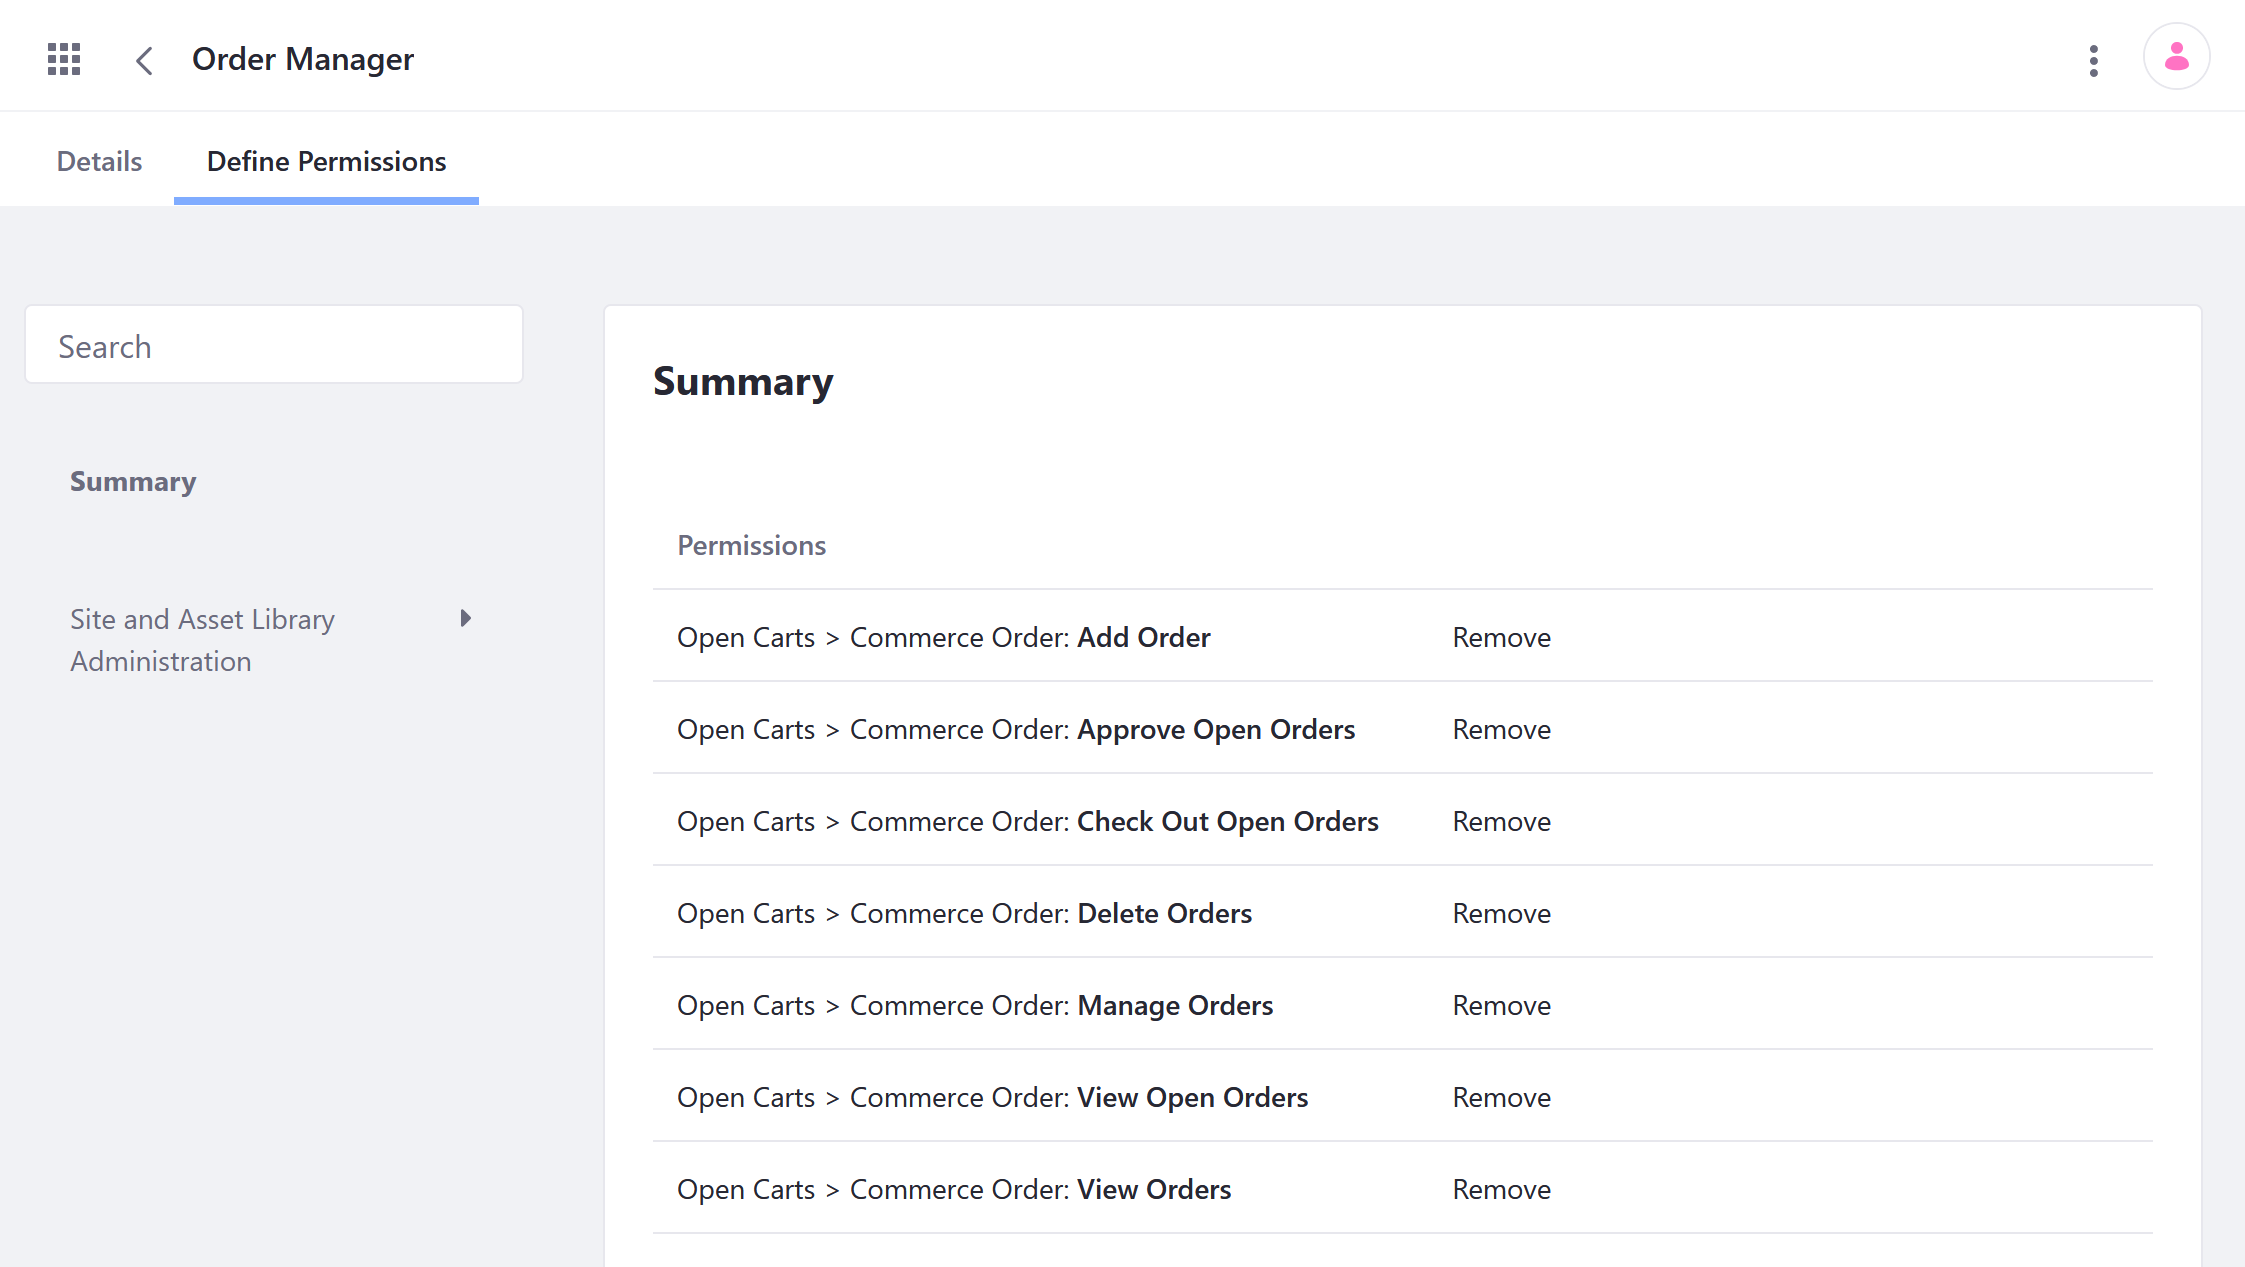 Order Manager
Details
Define Permissions
Search
Summary
Site and Asset Library
Administration
Summary
Permissions
Open Carts > Commerce Order: Add Order Remove
Open Carts > Commerce Order: Approve Open Orders Remove
Open Carts > Commerce Order: Check Out Open Orders Remove
Open Carts > Commerce Order: Delete Orders Remove
Open Carts > Commerce Order: Manage Orders Remove
Open Carts > Commerce Order: View Open Orders Remove
Open Carts > Commerce Order: View Orders Remove